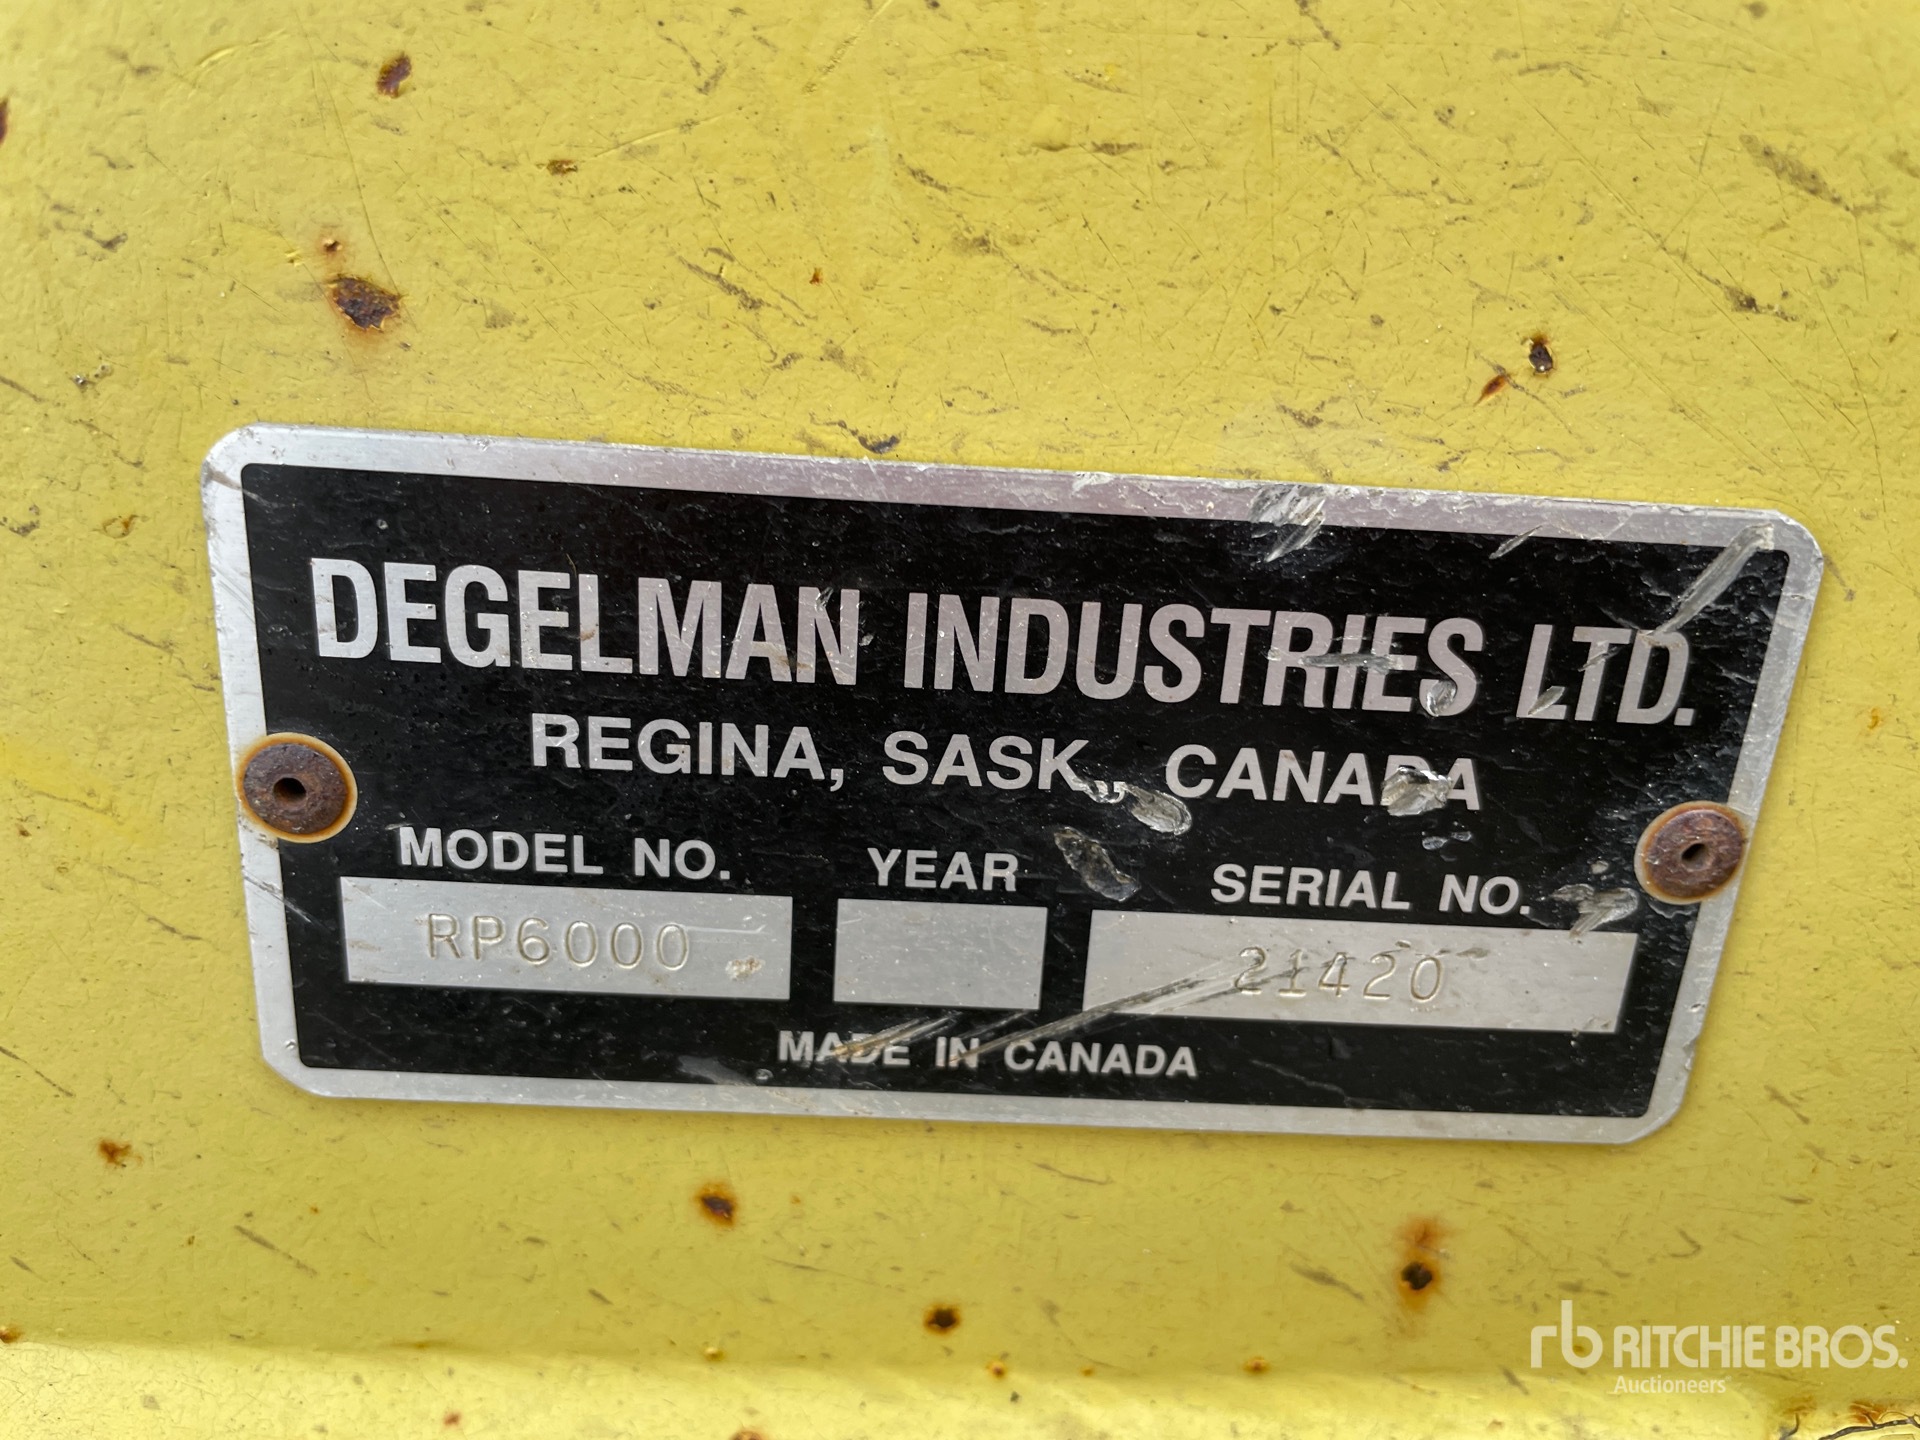 DEGELMAN INDUSTRIES LTD.
REGINA, SASK., CANADA
MODEL NO. YEAR SERIAL NO.
RP6000 21420
MADE IN CANADA
rb RITCHIE BROS.
Auctioneers